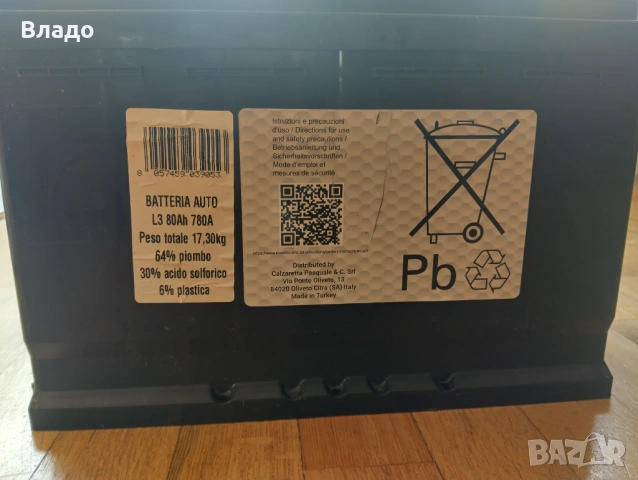 Владо
8 057459 039053
BATTERIA AUTO
L3 80Ah 780A
Peso totale 17,30kg
64% piombo
30% acido solforico
6% plastica
Istruzioni e precauzioni
d'uso / Directions for use
and safety precautions /
Betriebsanleitung und
Sicherheitsvorschriften /
Mode d'emploi et
mesures de sécurité
Distributed by
Calzaretta Pasquale & C. Srl
Via Ponte Oliveto, 13
84020 Oliveto Citra (SA) Italy
Made in Turkey
Pb
BAZAR